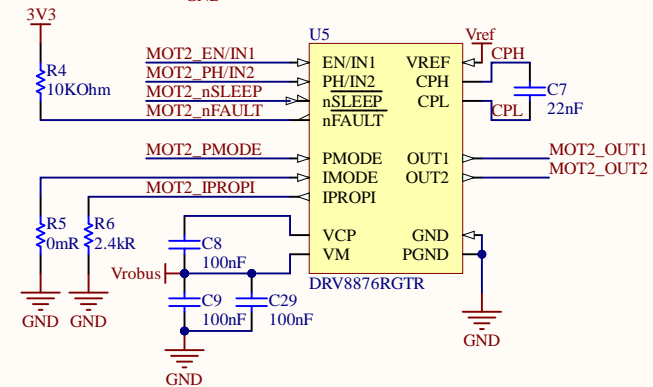 GND
3V3
U5
R4
10KOhm
MOT2_EN/IN1
MOT2_PH/IN2
MOT2_nSLEEP
MOT2_nFAULT
EN/IN1
PH/IN2
nSLEEP
nFAULT
VREF
CPH
CPL
Vref
CPH
CPL
C7
22nF
MOT2_PMODE
PMODE
IMODE
IPROPI
OUT1
OUT2
MOT2_OUT1
MOT2_OUT2
MOT2_IPROPI
R5
0mR
R6
2.4kR
C8
100nF
VCP
VM
GND
PGND
Vrobus
DRV8876RGTR
C9
100nF
C29
100nF
GND
GND
GND
GND